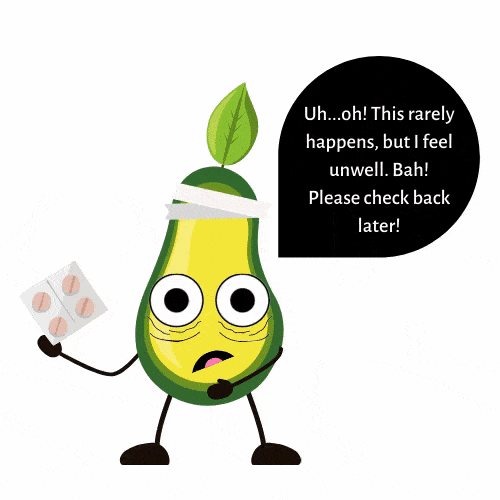 Uh...oh! This rarely
happens, but I feel
unwell. Bah!
Please check back
later!